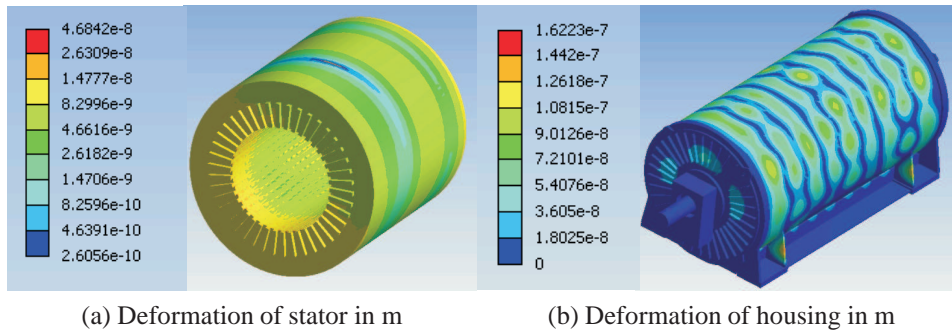 4.6842e-8
2.6309e-8
1.4777e-8
8.2996e-9
4.6616e-9
2.6182e-9
1.4706e-9
8.2596e-10
4.6391e-10
2.6056e-10
1.6223e-7
1.442e-7
1.2618e-7
1.0815e-7
9.0126e-8
7.2101e-8
5.4076e-8
3.605e-8
1.8025e-8
0
(a) Deformation of stator in m
(b) Deformation of housing in m